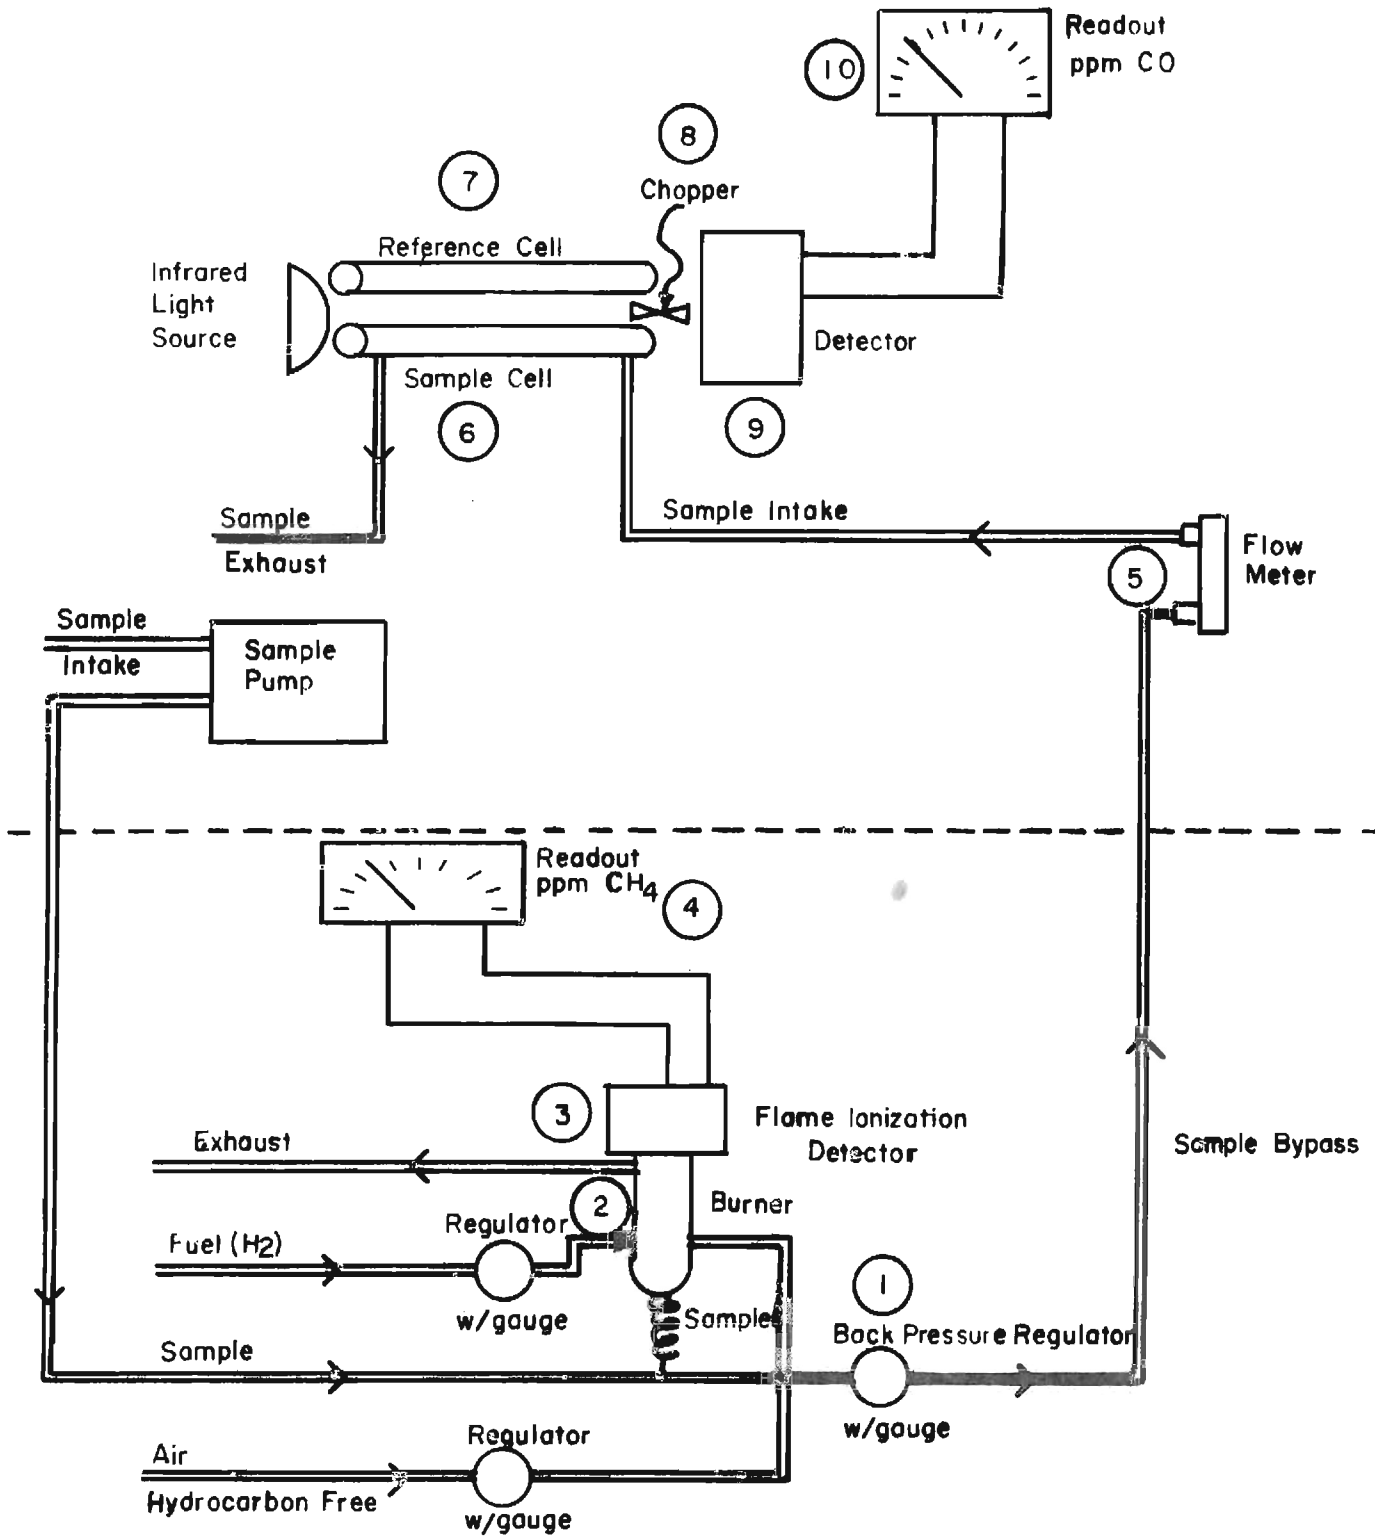 Readout
ppm CO
10
8
Chopper
7
Reference Cell
Infrared
Light
Source
Detector
Sample Cell
6
9
Sample Intake
Sample
Exhaust
Flow
Meter
5
Sample
Intake
Sample
Pump
Readout
ppm CH4
4
3
Flame Ionization
Detector
Exhaust
Sample Bypass
2
Burner
Regulator
Fuel (H2)
w/gauge
1
Samples
Back Pressure Regulator
Sample
w/gauge
Regulator
Air
Hydrocarbon Free
w/gauge